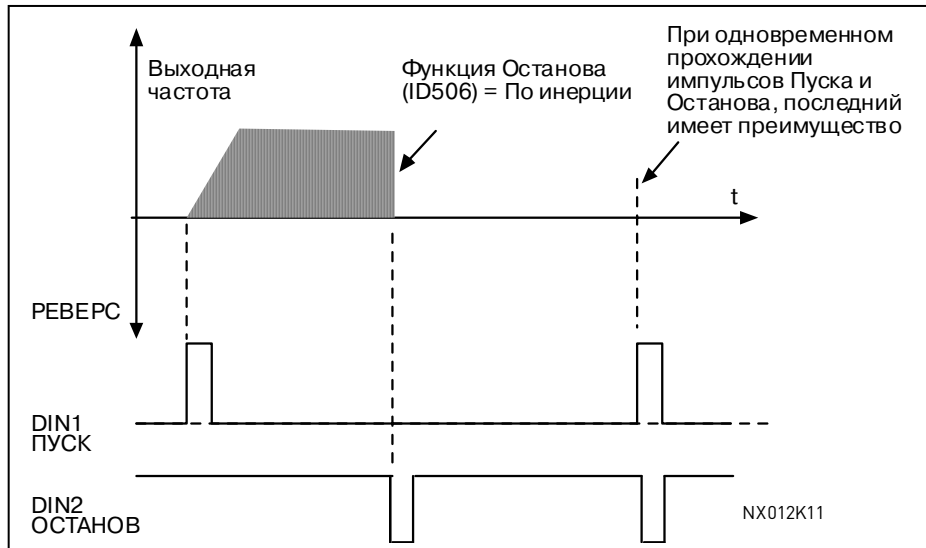 Выходная
частота
Функция Останова
(ID506) = По инерции
При одновременном
прохождении
импульсов Пуска и
Останова, последний
имеет преимущество
t
РЕВЕРС
DIN1
ПУСК
DIN2
ОСТАНОВ
NX012K11